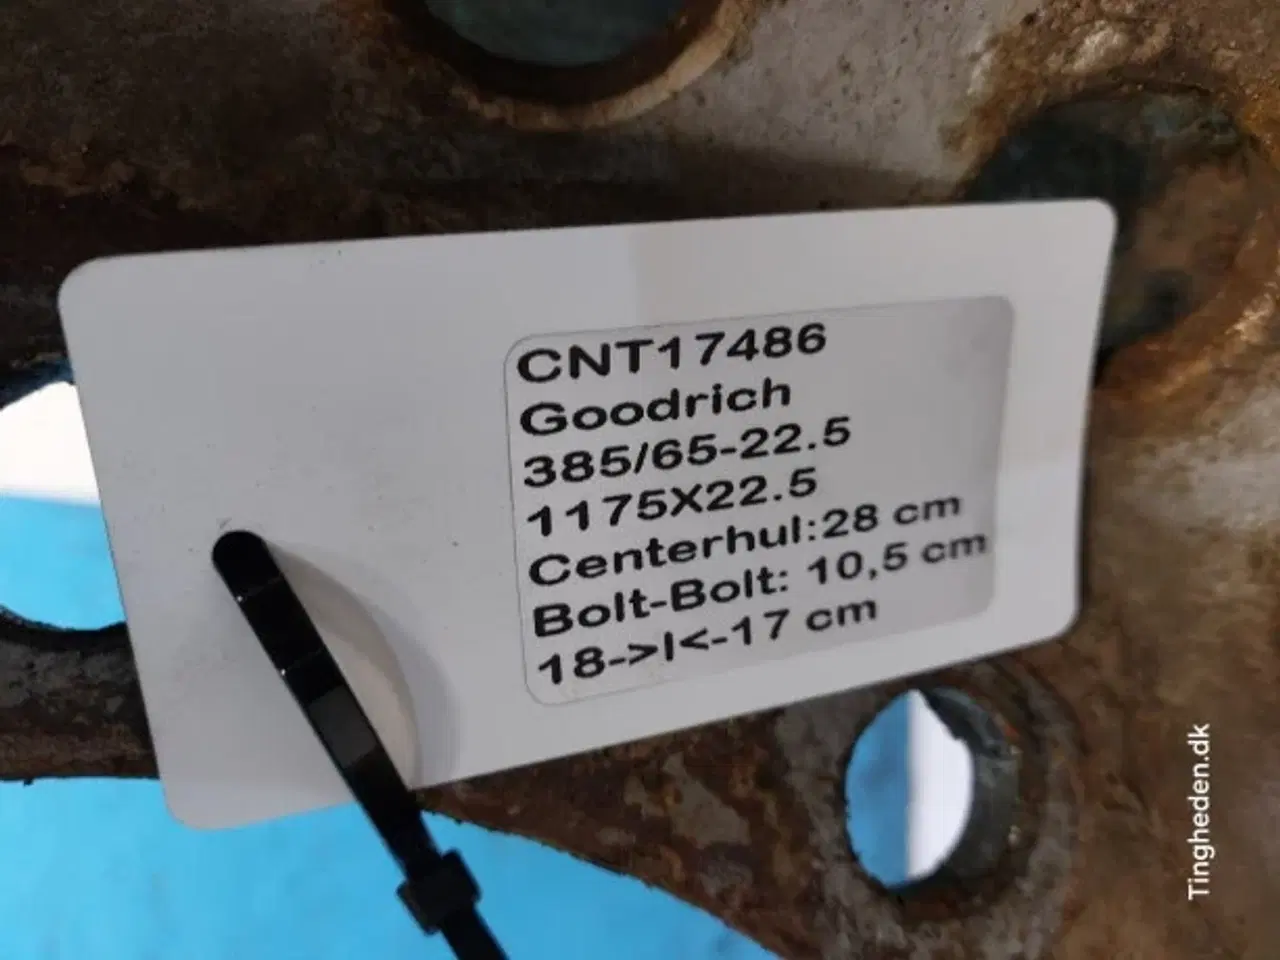 CNT17486
Goodrich
385/65-22.5
1175X22.5
Centerhul:28 cm
Bolt-Bolt: 10,5 cm
18->I<-17 cm
Tingheden.dk